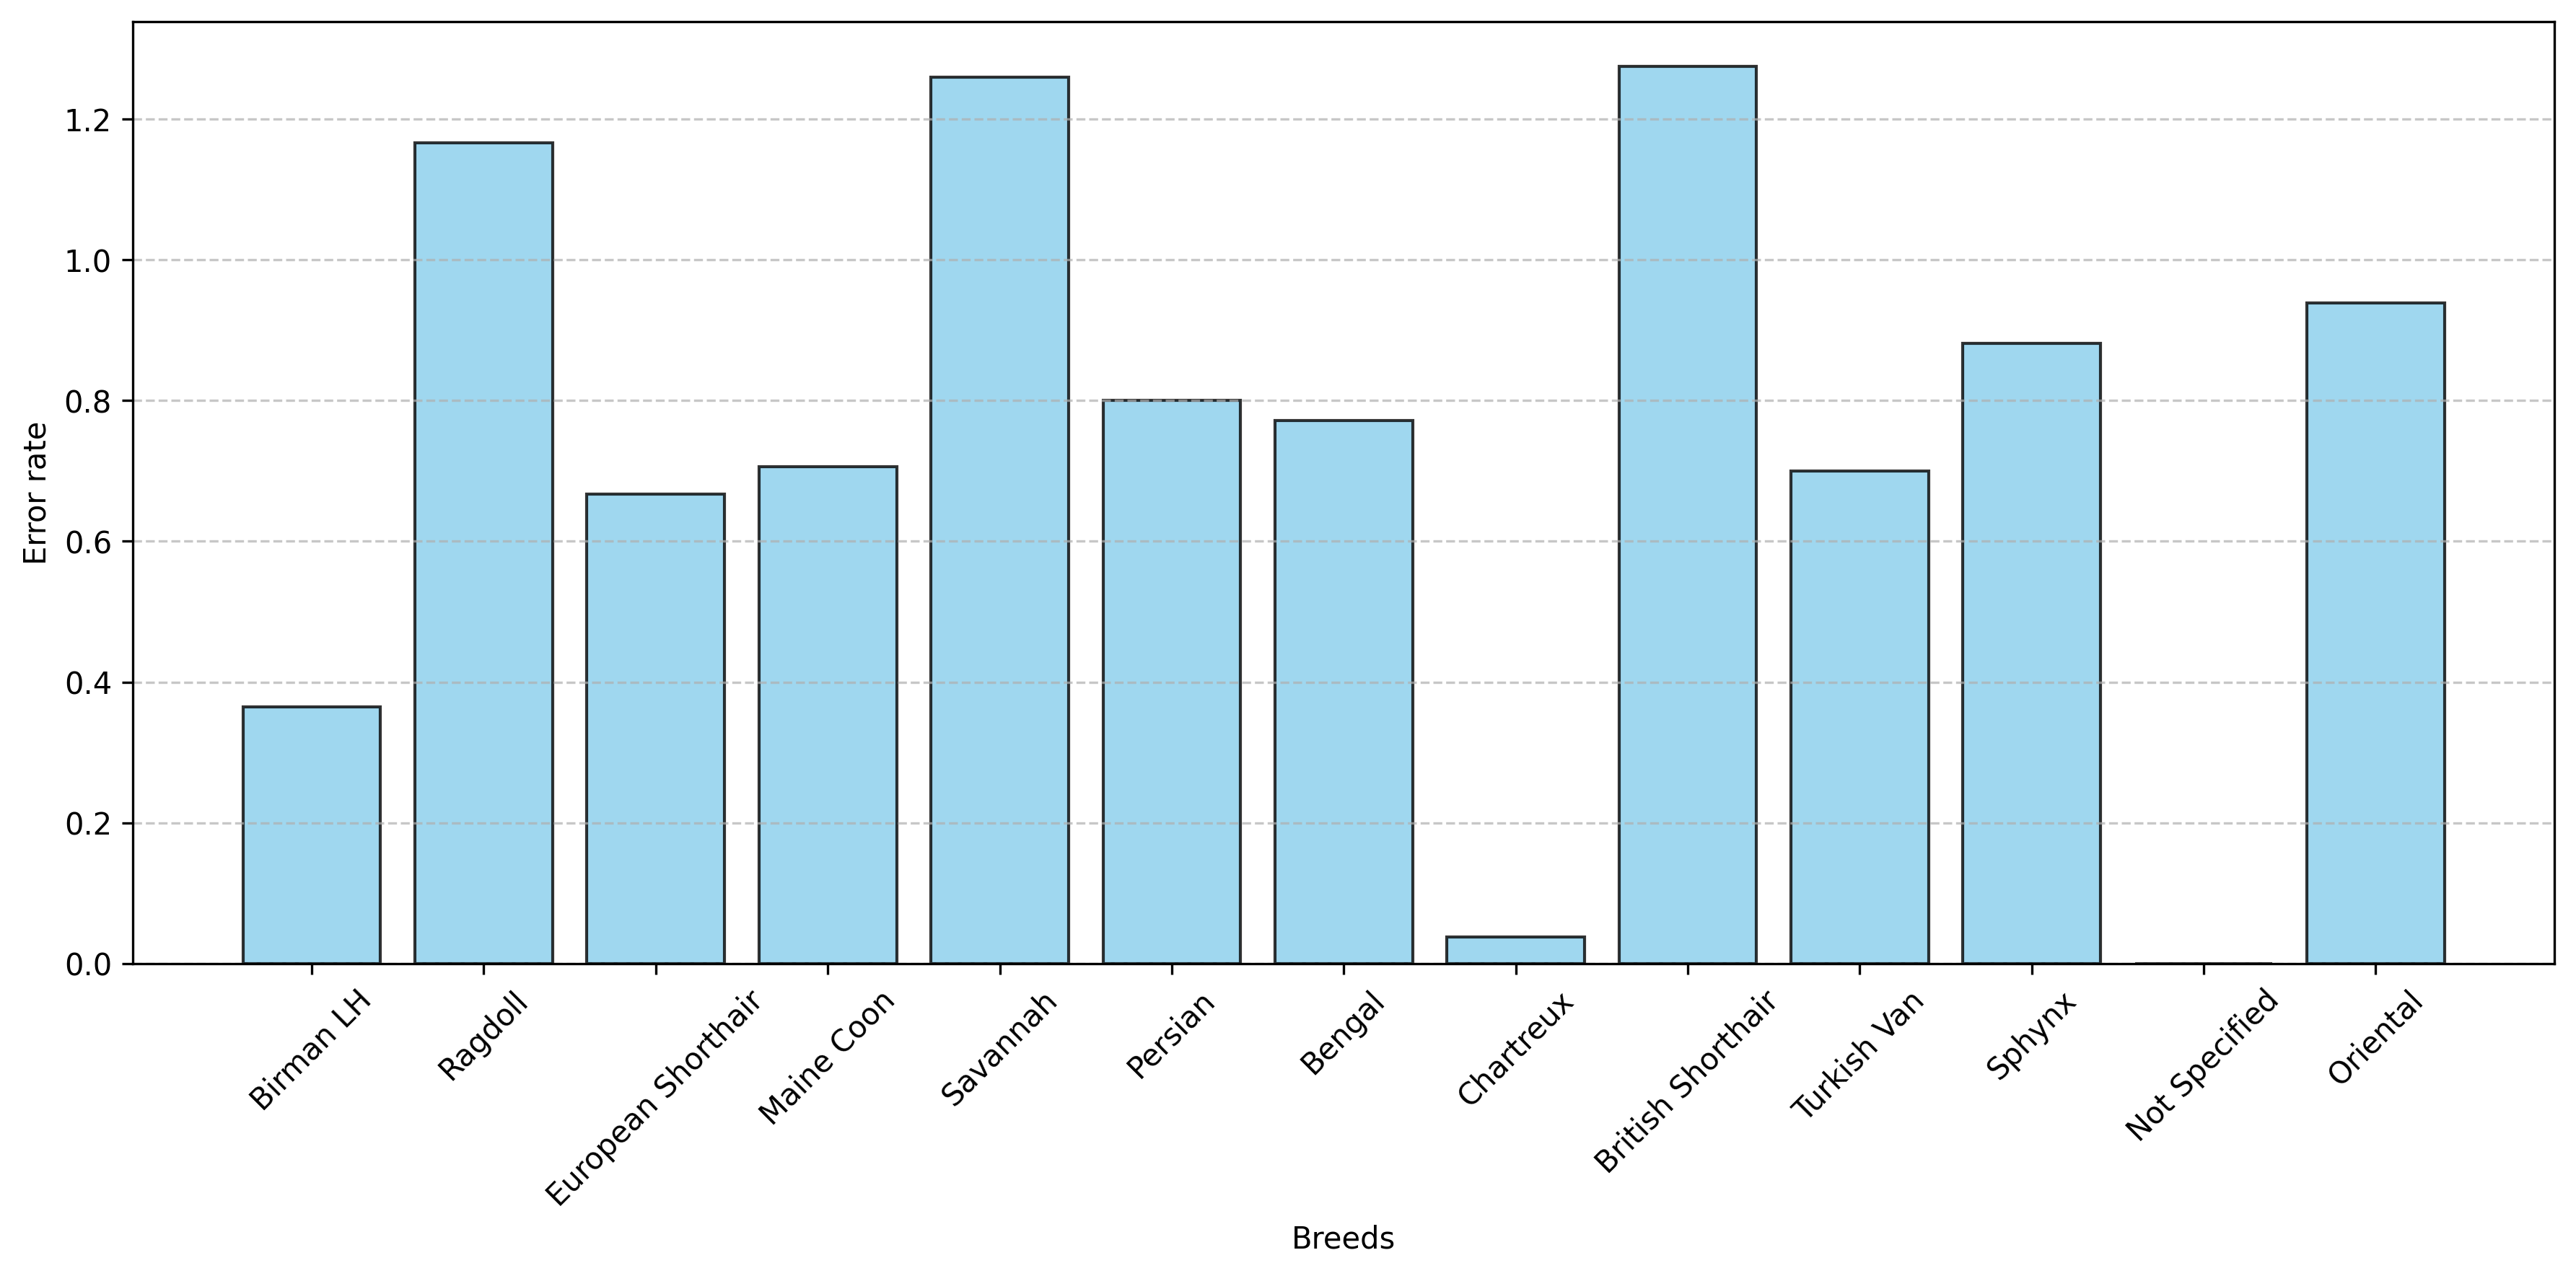 Error rate
1.2
1.0
0.8
0.6
0.4
0.2
0.0
Birman LH
Ragdoll
European Shorthair
Maine Coon
Savannah
Persian
Bengal
Chartreux
British Shorthair
Turkish Van
Sphynx
Not Specified
Oriental
Breeds